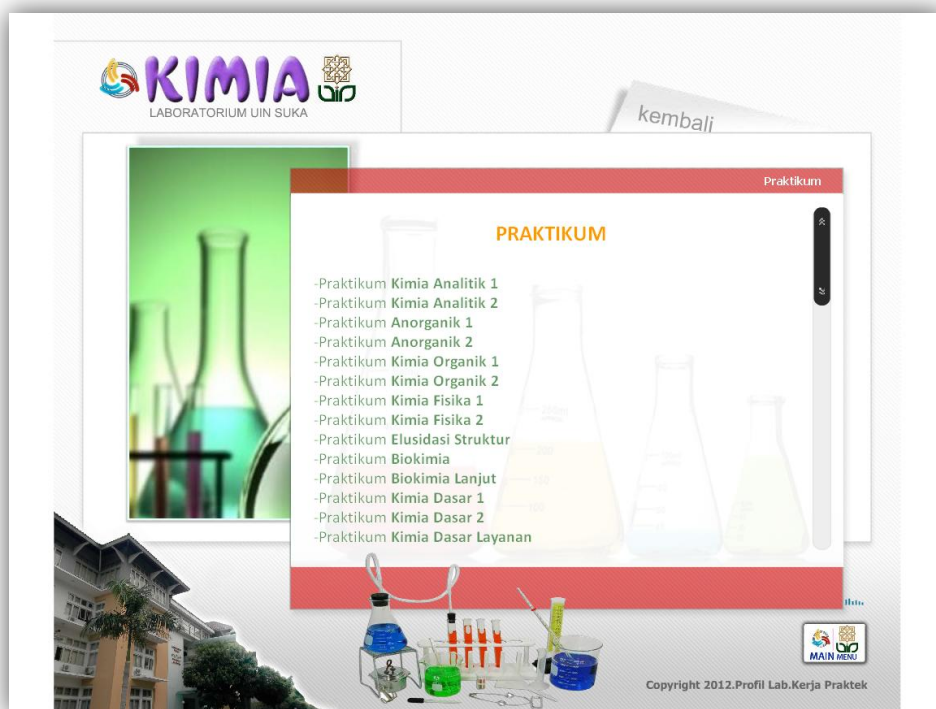 KIMIA
LABORATORIUM UIN SUKA
kembali
Praktikum
PRAKTIKUM
-Praktikum Kimia Analitik 1
-Praktikum Kimia Analitik 2
-Praktikum Anorganik 1
-Praktikum Anorganik 2
-Praktikum Kimia Organik 1
-Praktikum Kimia Organik 2
-Praktikum Kimia Fisika 1
-Praktikum Kimia Fisika 2
-Praktikum Elusidasi Struktur
-Praktikum Biokimia
-Praktikum Biokimia Lanjut
-Praktikum Kimia Dasar 1
-Praktikum Kimia Dasar 2
-Praktikum Kimia Dasar Layanan
MAIN MENU
Copyright 2012.Profil Lab.Kerja Praktek